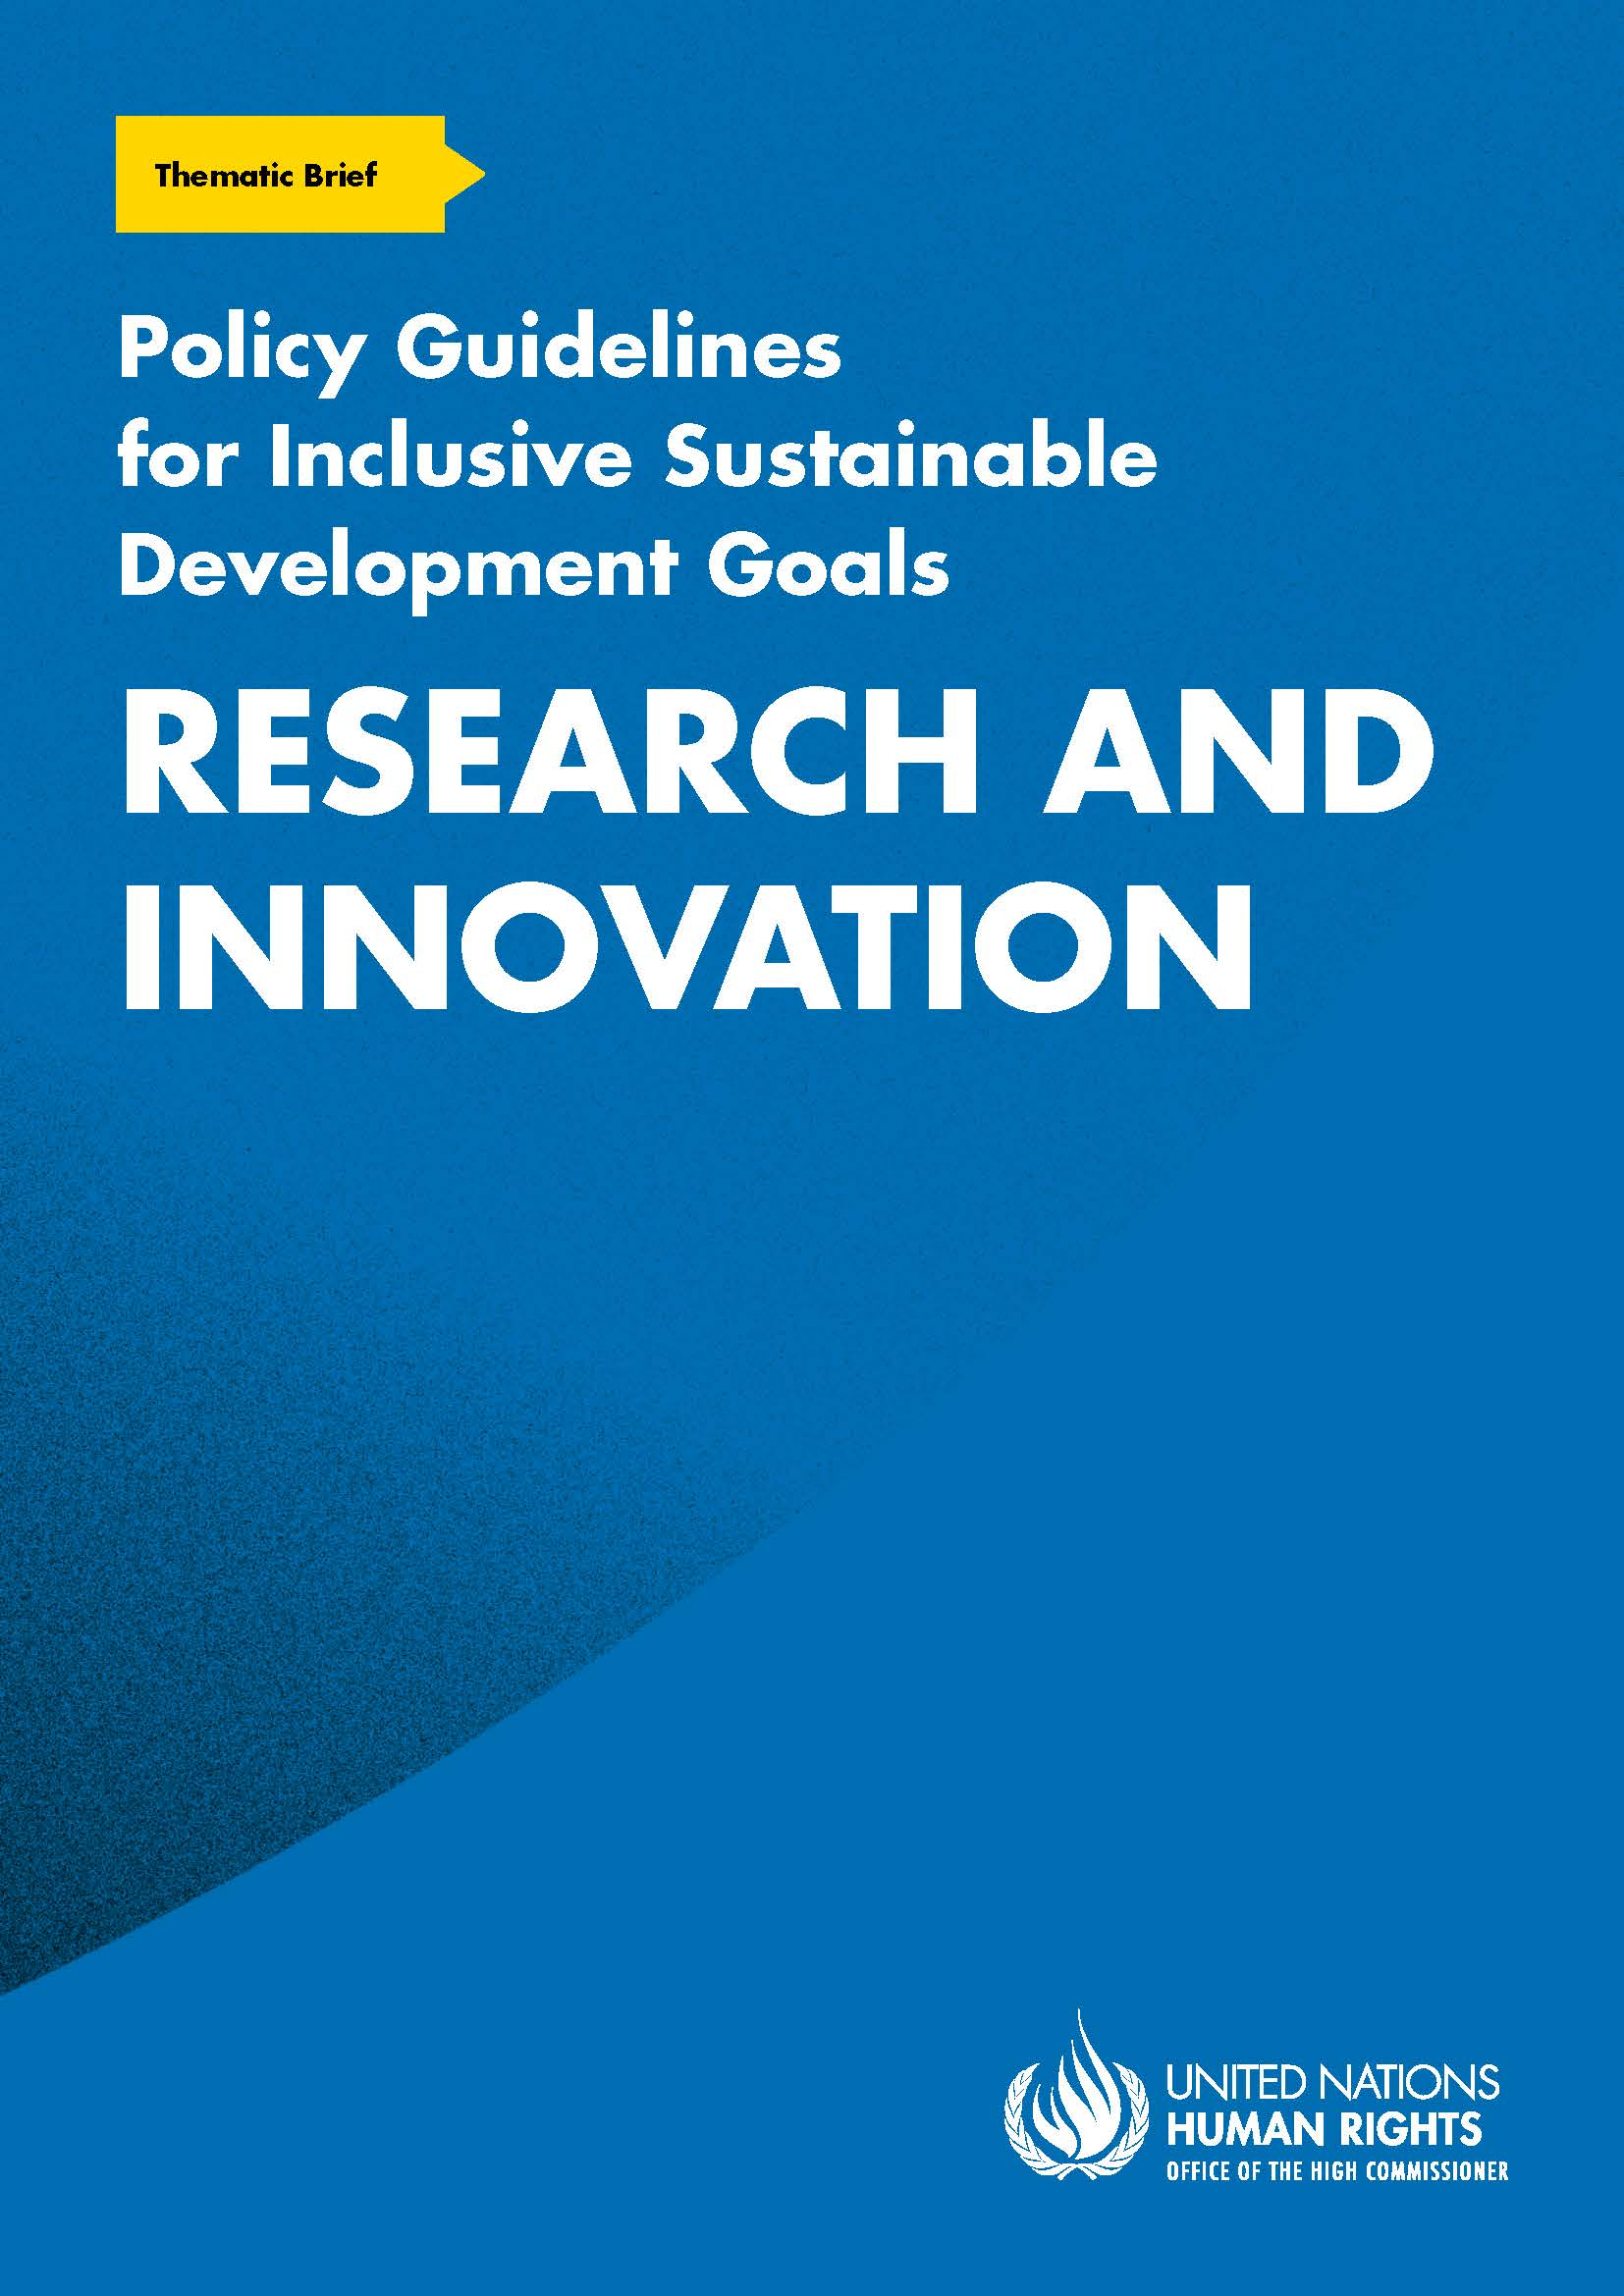 Thematic Brief
Policy Guidelines
for Inclusive Sustainable
Development Goals
RESEARCH AND
INNOVATION
UNITED NATIONS
HUMAN RIGHTS
OFFICE OF THE HIGH COMMISSIONER